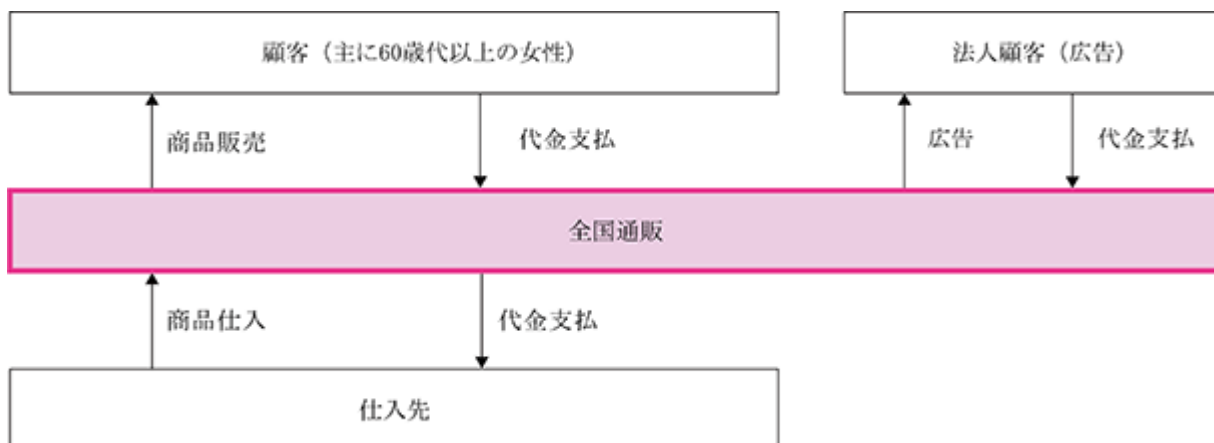 顧客（主に60歳代以上の女性）
法人顧客（広告）
商品販売
代金支払
広告
代金支払
全国通販
商品仕入
代金支払
仕入先